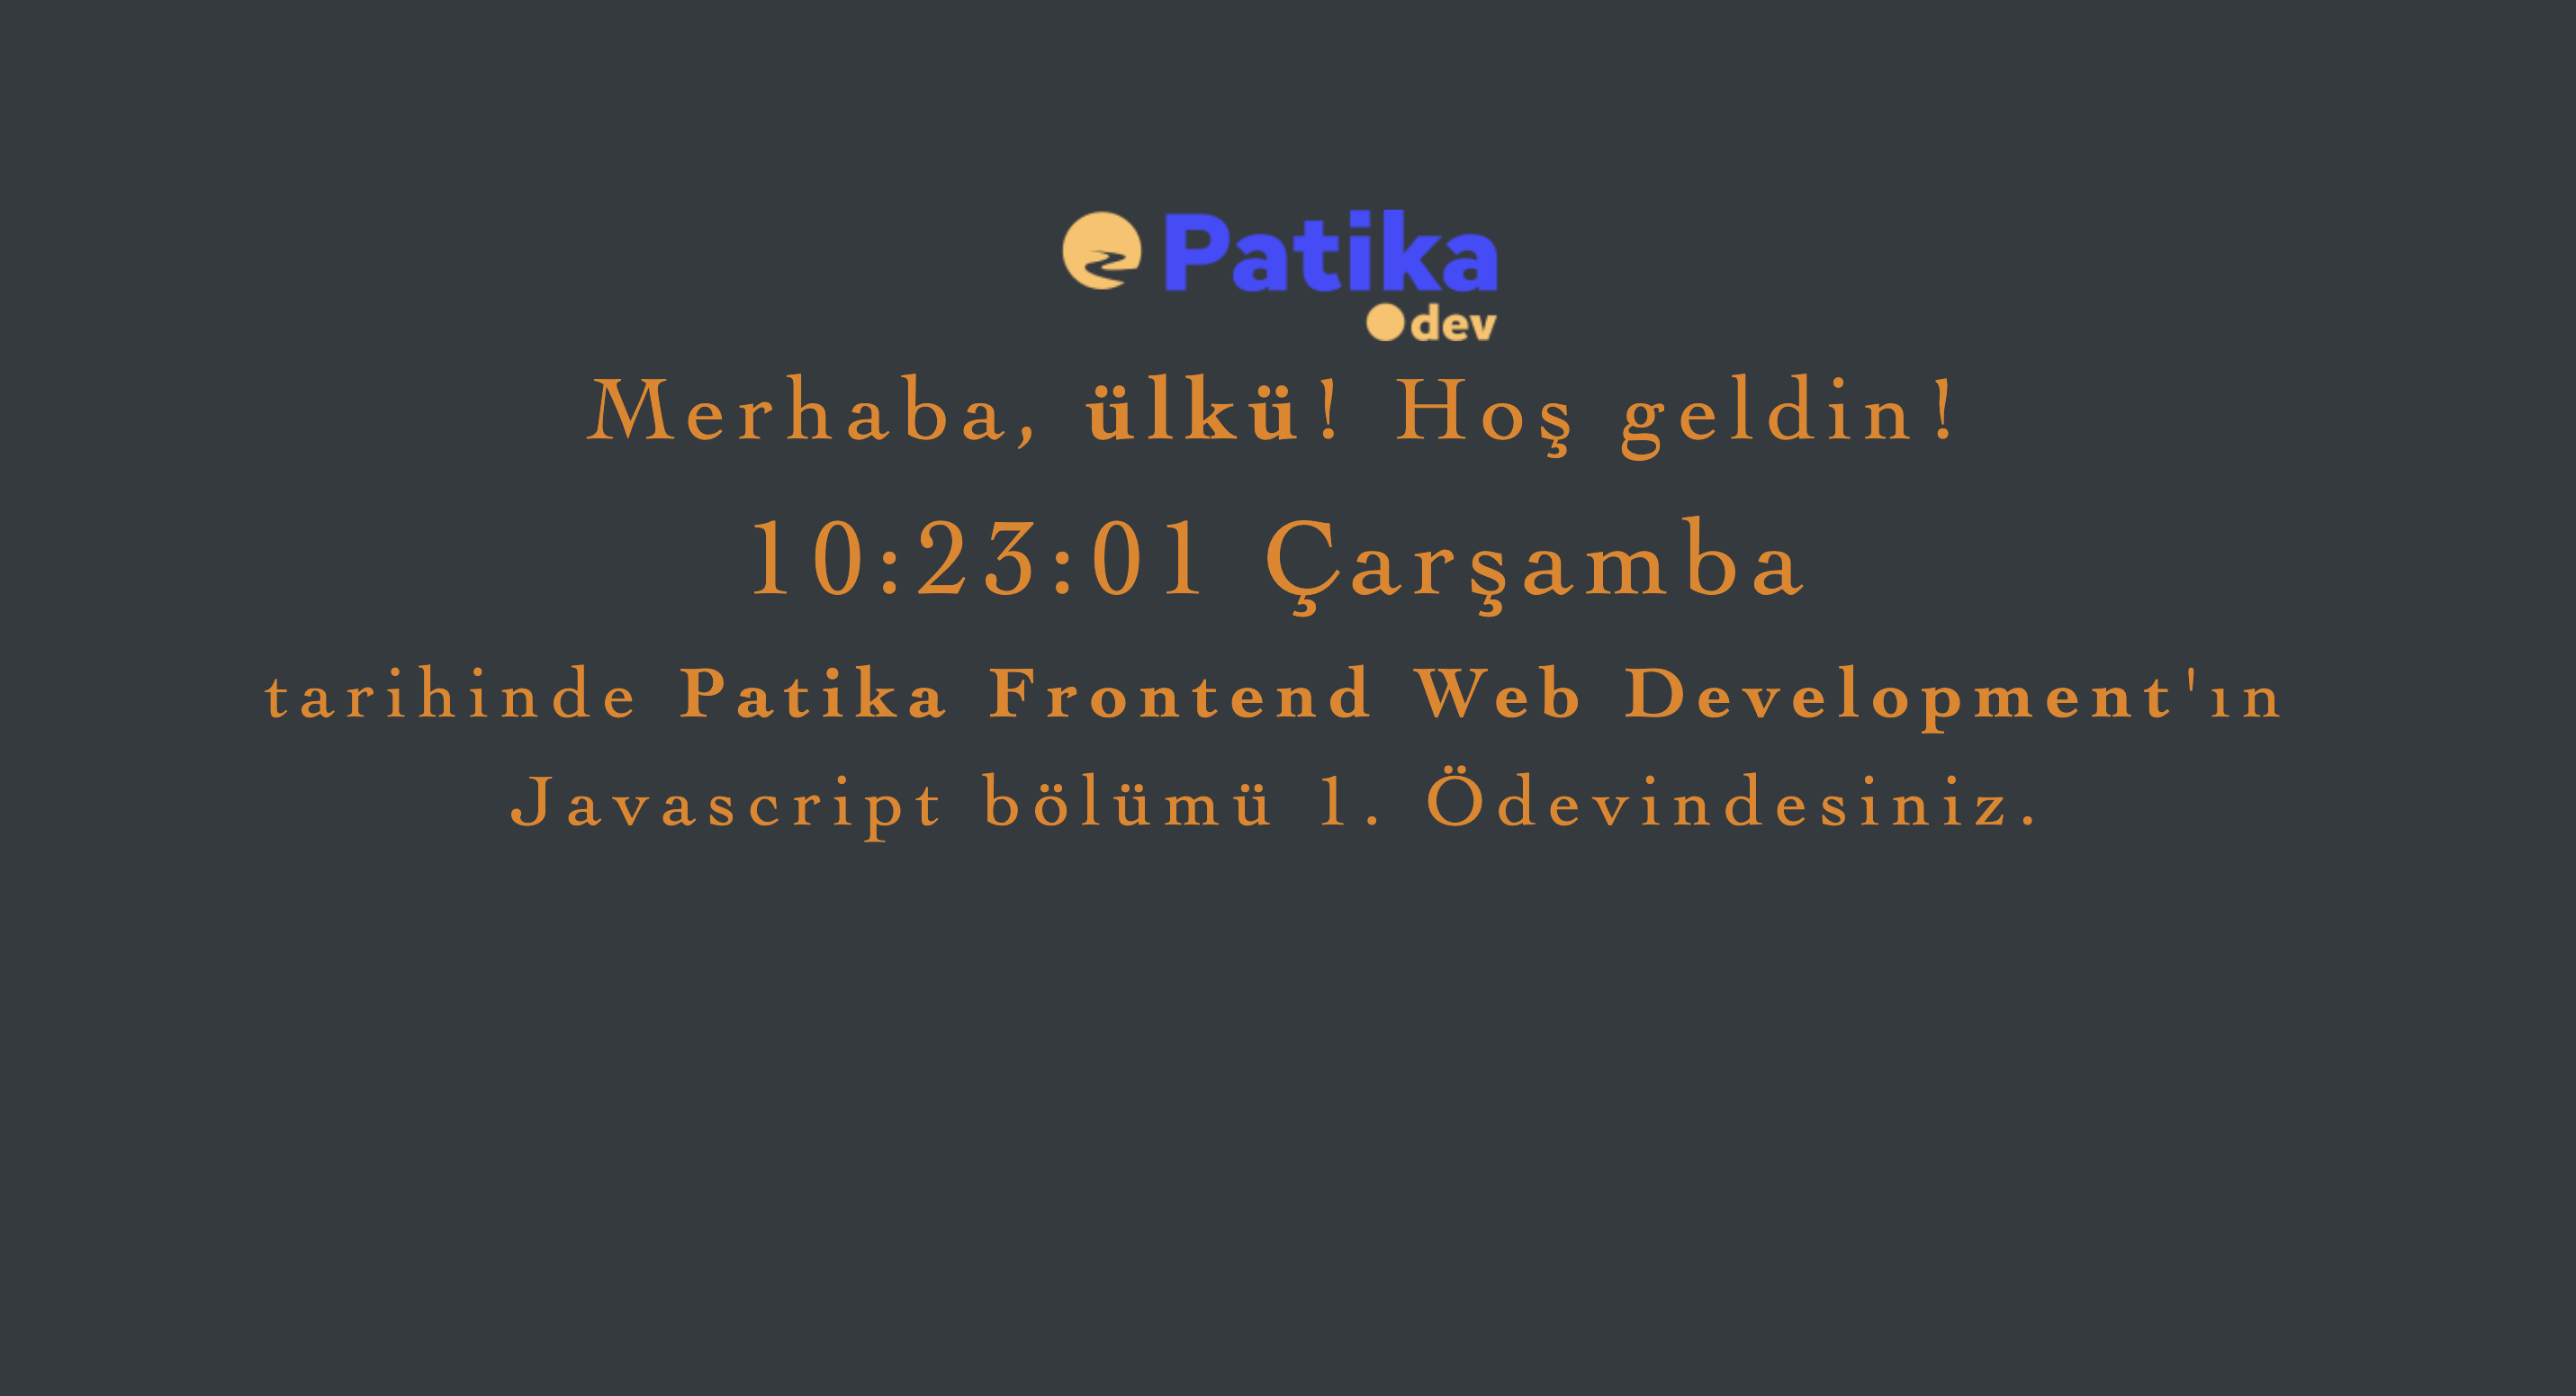 Patika
dev
Merhaba, ülkü! Hoş geldin!
10:23:01 Çarşamba
tarihinde Patika Frontend Web Development'ın
Javascript bölümü 1. Ödevindesiniz.